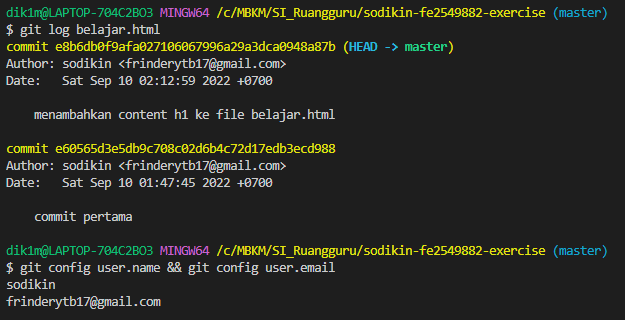 dik1m@LAPTOP-704C2BO3 MINGW64 /c/MBKM/SI_Ruangguru/sodikin-fe2549882-exercise (master)
$ git log belajar.html
commit e8b6db0f9afa027106067996a29a3dca0948a87b (HEAD -> master)
Author: sodikin <frinderytb17@gmail.com>
Date:   Sat Sep 10 02:12:59 2022 +0700
    menambahkan content h1 ke file belajar.html
commit e60565d3e5db9c708c02d6b4c72d17edb3ecd988
Author: sodikin <frinderytb17@gmail.com>
Date:   Sat Sep 10 01:47:45 2022 +0700
    commit pertama
dik1m@LAPTOP-704C2BO3 MINGW64 /c/MBKM/SI_Ruangguru/sodikin-fe2549882-exercise (master)
$ git config user.name && git config user.email
sodikin
frinderytb17@gmail.com